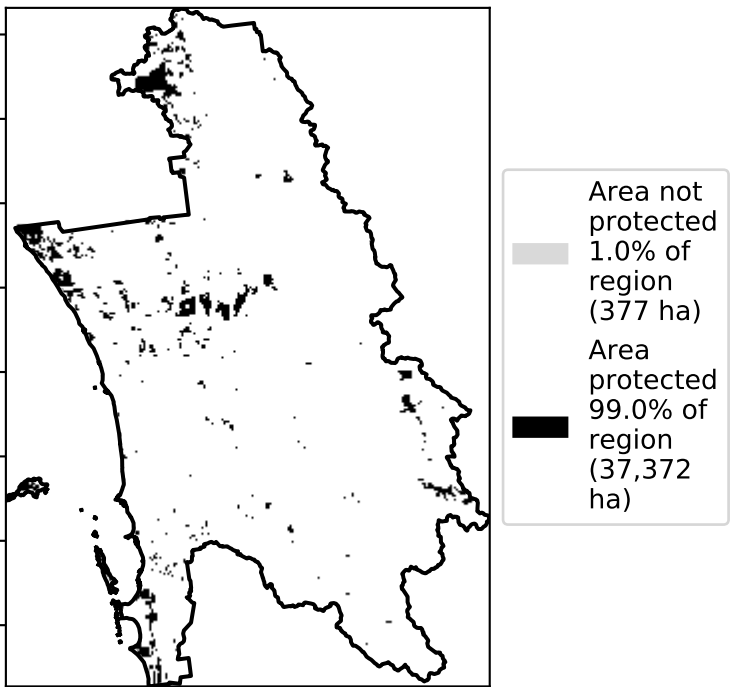 Area not
protected
1.0% of
region
(377 ha)
Area
protected
99.0% of
region
(37,372
ha)